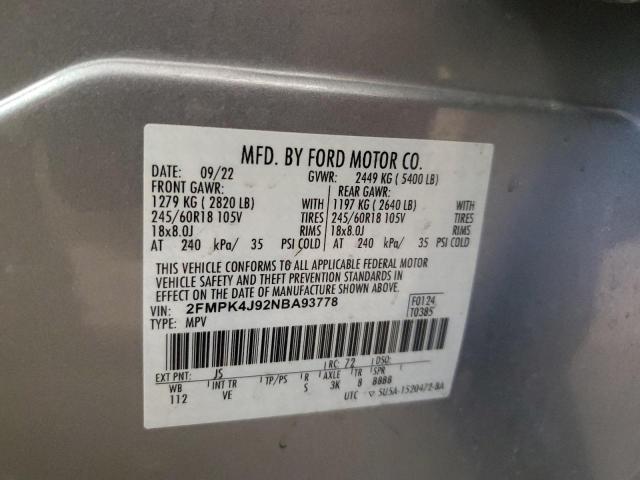 MFD. BY FORD MOTOR CO.
DATE: 09/22 GVWR: 2449 KG ( 5400 LB)
FRONT GAWR: REAR GAWR:
1279 KG ( 2820 LB) WITH 1197 KG ( 2640 LB) WITH
245/60R18 105V TIRES 245/60R18 105V TIRES
18x8.0J RIMS 18x8.0J RIMS
AT 240 kPa/ 35 PSI COLD AT 240 kPa/ 35 PSI COLD
THIS VEHICLE CONFORMS TO ALL APPLICABLE FEDERAL MOTOR
VEHICLE SAFETY AND THEFT PREVENTION STANDARDS IN
EFFECT ON THE DATE OF MANUFACTURE SHOWN ABOVE.
VIN: 2FMPK4J92NBA93778 F0124
TYPE: MPV T0385
EXT PNT: JS RC: 72 DSO:
WB INT TR TP/PS R AXLE TR SPR
112 VE S 3K 8 8888
UTC ▽ 5U5A-1520472-BA